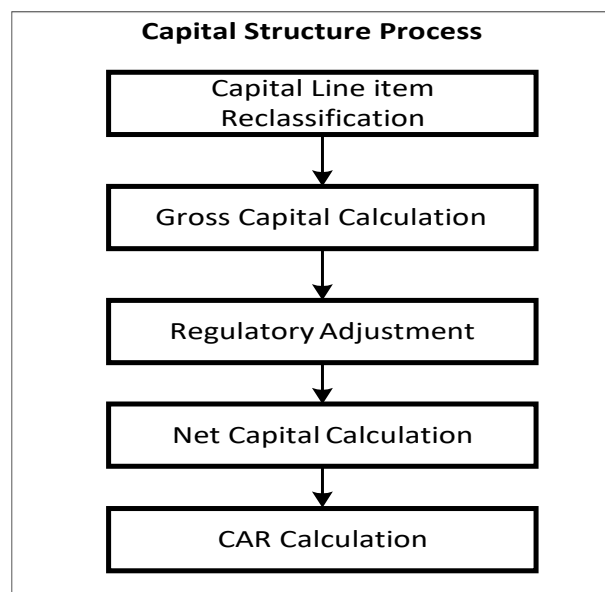 Capital Structure Process
Capital Line item
Reclassification
Gross Capital Calculation
Regulatory Adjustment
Net Capital Calculation
CAR Calculation